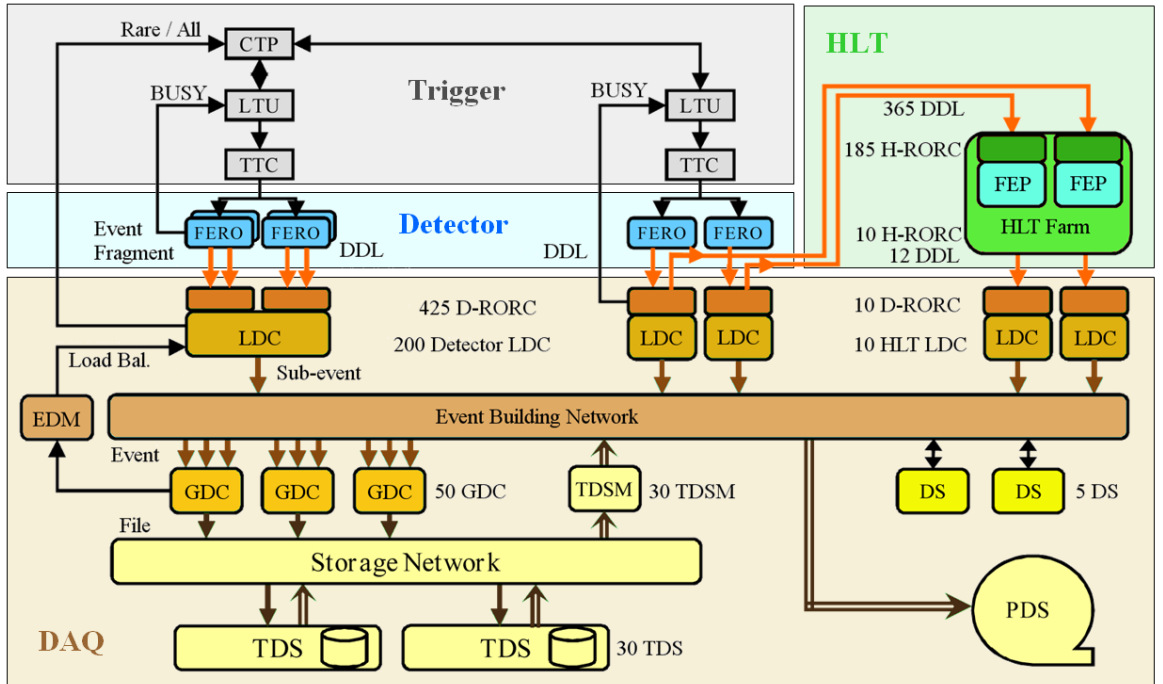 Rare / All
CTP
HLT
BUSY
LTU
Trigger
BUSY
LTU
365 DDL
TTC
TTC
185 H-RORC
FEP
FEP
Event
Fragment
FERO
FERO
DDL
Detector
DDL
FERO
FERO
HLT Farm
10 H-RORC
12 DDL
425 D-RORC
10 D-RORC
LDC
200 Detector LDC
LDC
LDC
10 HLT LDC
LDC
LDC
Load Bal.
Sub-event
EDM
Event Building Network
Event
GDC
GDC
GDC
50 GDC
TDSM
30 TDSM
DS
DS
5 DS
File
Storage Network
PDS
DAQ
TDS
TDS
30 TDS